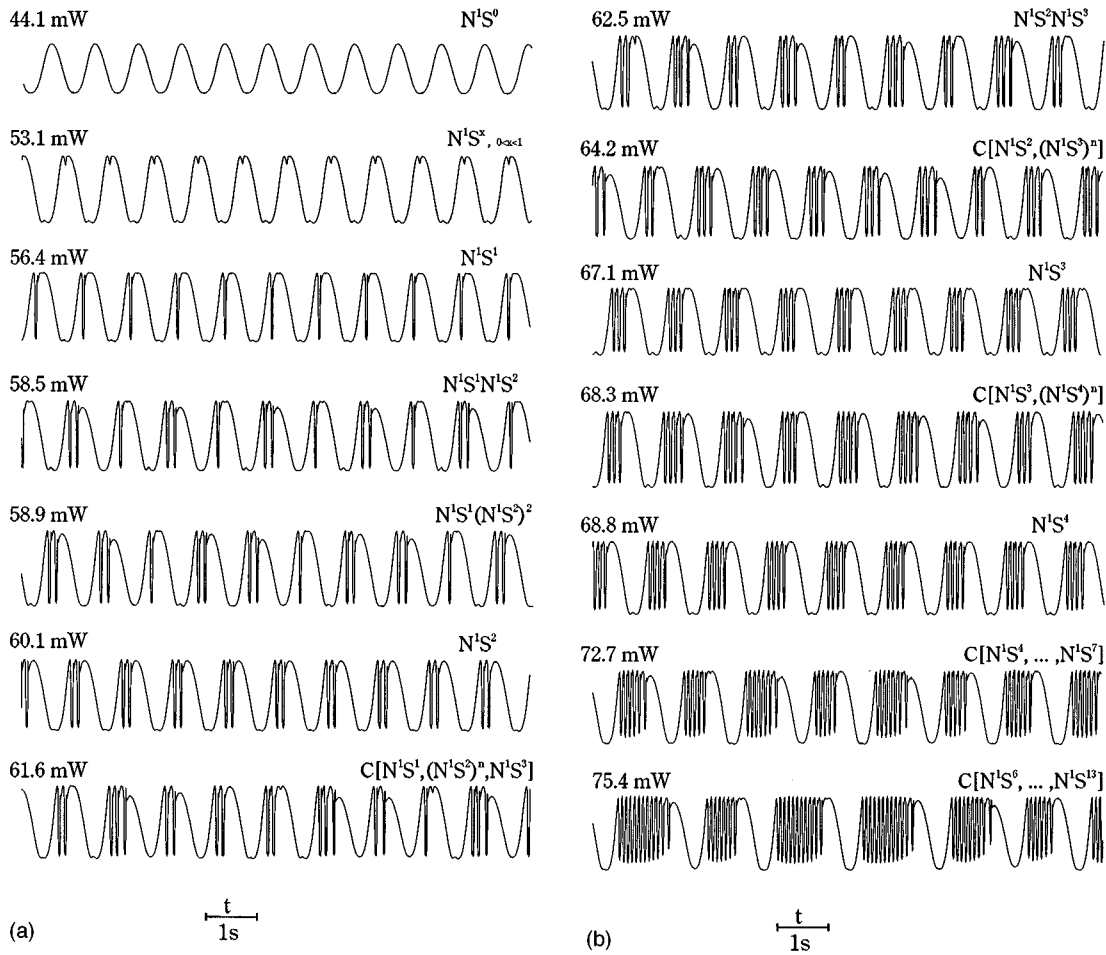 44.1 mW N¹S⁰
53.1 mW N¹Sˣ, 0<x<1
56.4 mW N¹S¹
58.5 mW N¹S¹N¹S²
58.9 mW N¹S¹(N¹S²)²
60.1 mW N¹S²
61.6 mW C[N¹S¹,(N¹S²)ⁿ,N¹S³]
t
1s
(a)
62.5 mW N¹S²N¹S³
64.2 mW C[N¹S²,(N¹S³)ⁿ]
67.1 mW N¹S³
68.3 mW C[N¹S³,(N¹S⁴)ⁿ]
68.8 mW N¹S⁴
72.7 mW C[N¹S⁴, ... ,N¹S⁷]
75.4 mW C[N¹S⁶, ... ,N¹S¹³]
t
1s
(b)